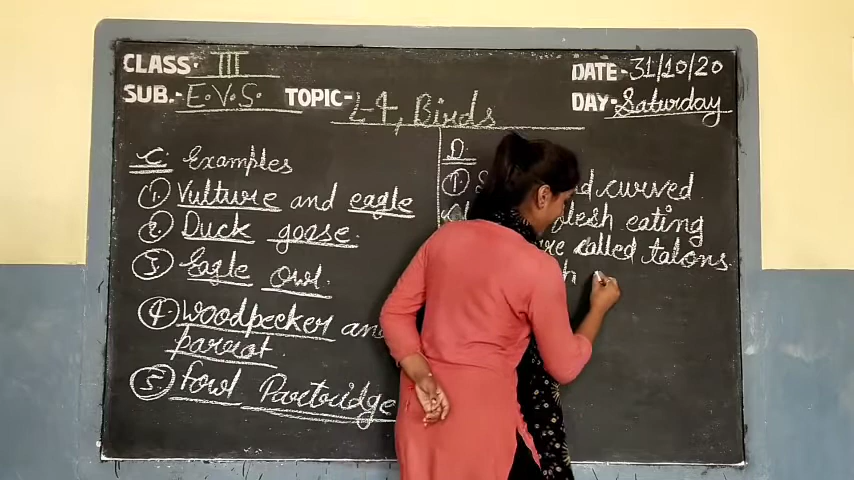 CLASS- III
SUB.- E.V.S.
TOPIC- L-4, Birds
DATE- 31/10/20
DAY- Saturday
C Examples
① Vulture and eagle
② Duck goose.
③ Eagle owl.
④ Woodpecker and
parrot.
⑤ Fowl Partridge
D
① curved
flesh eating
called talons.